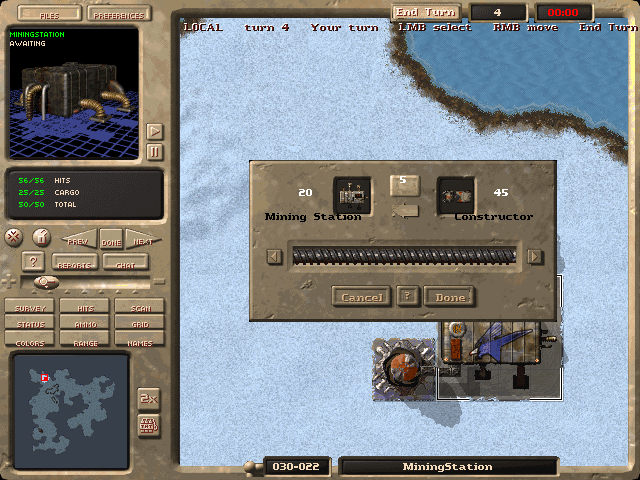 FILES PREFERENCES End Turn 4 00:00
LOCAL turn 4 Your turn LMB select RMB move End Turn
MININGSTATION
AWAITING
20 5 45
Mining Station Constructor
56/56 HITS
25/25 CARGO
50/50 TOTAL
PREV DONE NEXT
? REPORTS CHAT
Cancel ? Done
SURVEY HITS SCAN
STATUS AMMO GRID
COLORS RANGE NAMES
2x
030-022 MiningStation